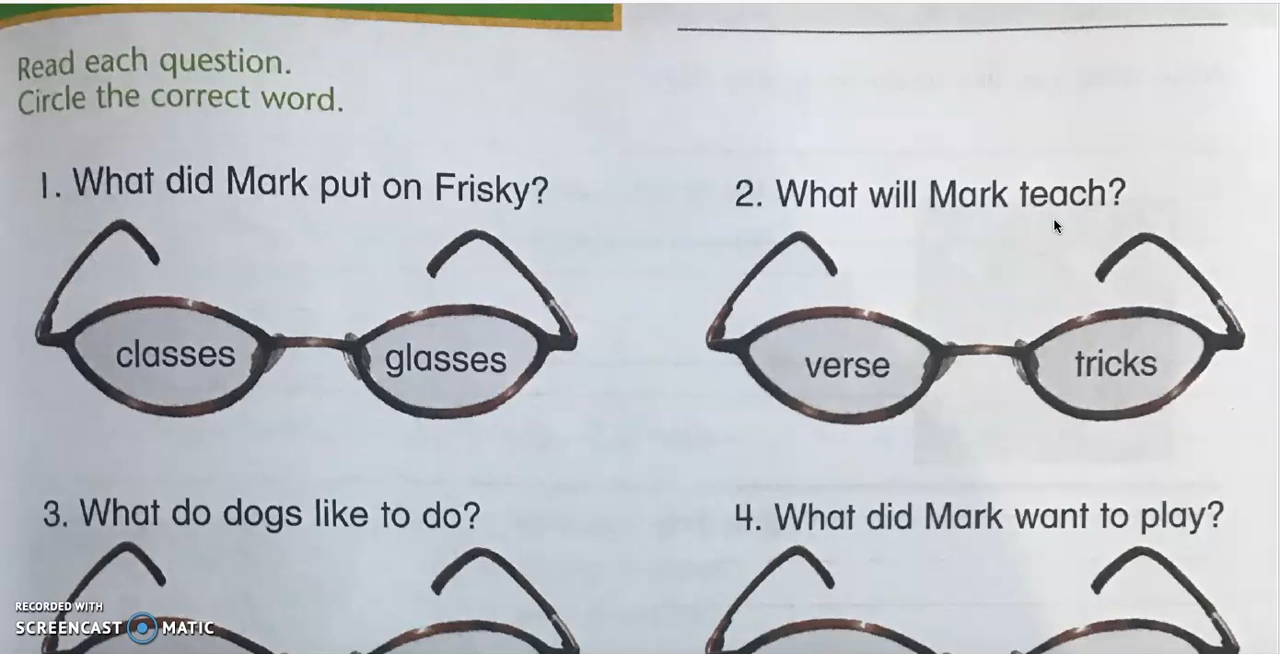 Read each question.
Circle the correct word.
1. What did Mark put on Frisky?
classes glasses
2. What will Mark teach?
verse tricks
3. What do dogs like to do?
4. What did Mark want to play?
RECORDED WITH
SCREENCAST MATIC